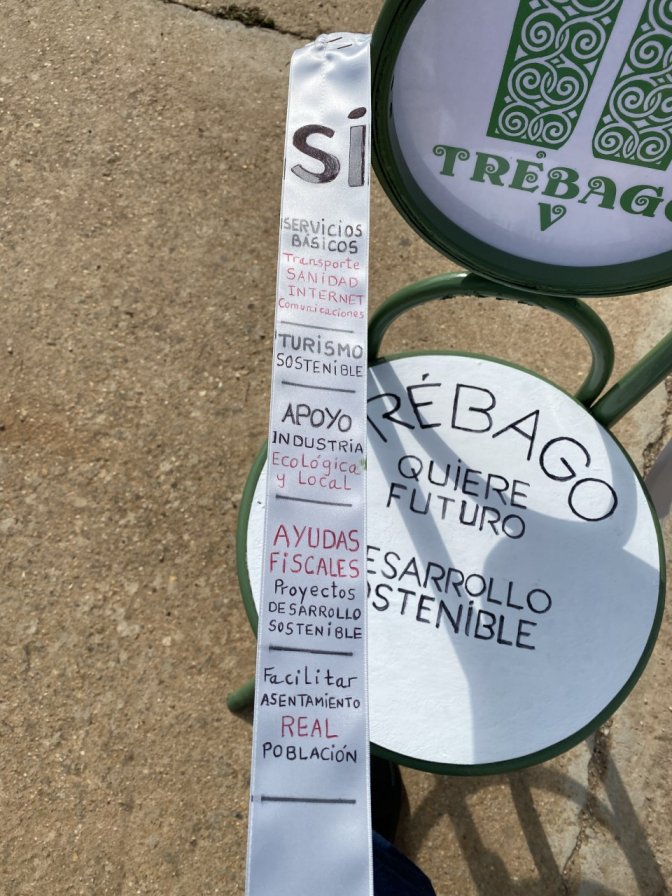 Sí
SERViCiOS
BÁSICOS
Transporte
SANiDAD
INTERNET
Comunicaciones
TURiSMO
SOSTENiBLE
APOYO
INDUSTRiA
EcoLógica
y LocaL
AYUDAS
FiSCALES
Proyectos
DESARROLLO
SOSTENiBLE
Facilitar
ASENTAMiENTO
REAL
POBLACIÓN
TRÉBAGO
V
RÉBAGO
QUiERE
FUTURO
ESARROLLO
OSTENiBLE